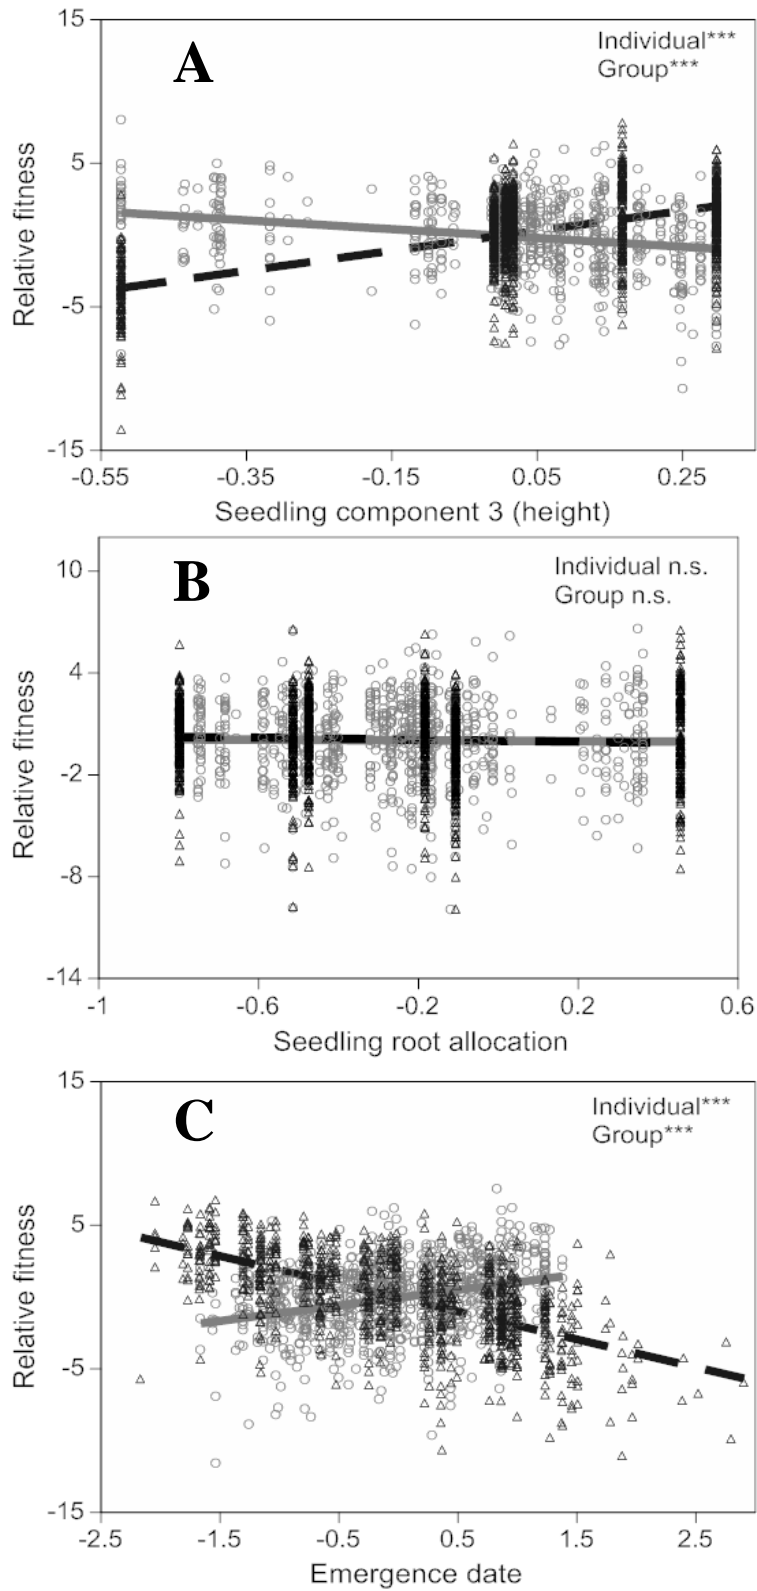 15
A
Individual***
Group***
5
Relative fitness
-5
-15
-0.55 -0.35 -0.15 0.05 0.25
Seedling component 3 (height)
B
Individual n.s.
Group n.s.
10
4
Relative fitness
-2
-8
-14
-1 -0.6 -0.2 0.2 0.6
Seedling root allocation
15
C
Individual***
Group***
5
Relative fitness
-5
-15
-2.5 -1.5 -0.5 0.5 1.5 2.5
Emergence date